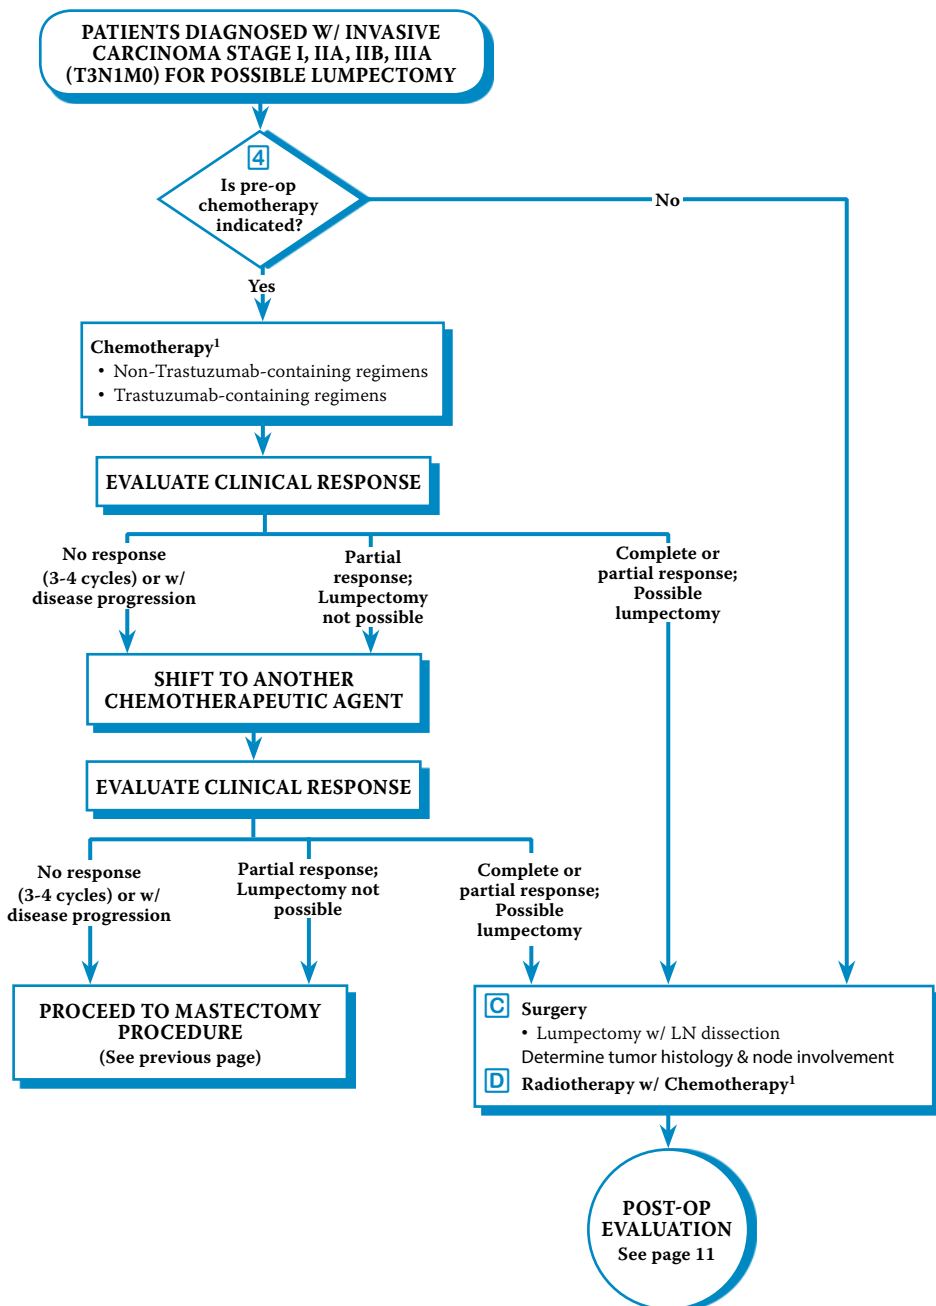 PATIENTS DIAGNOSED W/ INVASIVE
CARCINOMA STAGE I, IIA, IIB, IIIA
(T3N1M0) FOR POSSIBLE LUMPECTOMY
4
Is pre-op
chemotherapy
indicated?
No
Yes
Chemotherapy¹
• Non-Trastuzumab-containing regimens
• Trastuzumab-containing regimens
EVALUATE CLINICAL RESPONSE
No response
(3-4 cycles) or w/
disease progression
Partial
response;
Lumpectomy
not possible
Complete or
partial response;
Possible
lumpectomy
SHIFT TO ANOTHER
CHEMOTHERAPEUTIC AGENT
EVALUATE CLINICAL RESPONSE
No response
(3-4 cycles) or w/
disease progression
Partial response;
Lumpectomy not
possible
Complete or
partial response;
Possible
lumpectomy
PROCEED TO MASTECTOMY
PROCEDURE
(See previous page)
C Surgery
• Lumpectomy w/ LN dissection
Determine tumor histology & node involvement
D Radiotherapy w/ Chemotherapy¹
POST-OP
EVALUATION
See page 11